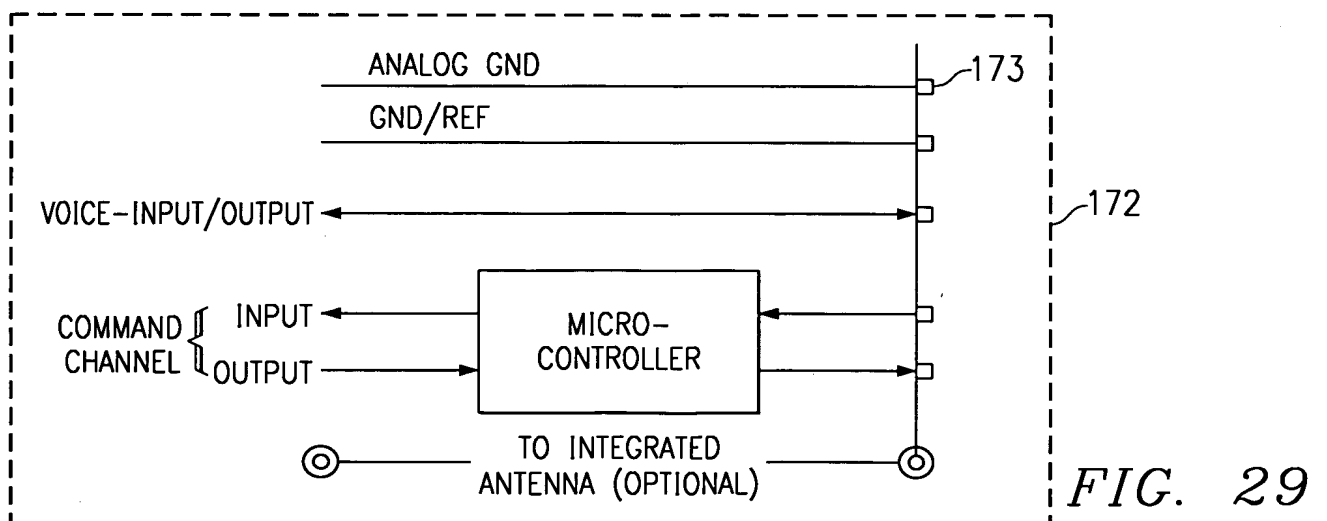 ANALOG GND
173
GND/REF
VOICE-INPUT/OUTPUT
172
COMMAND
CHANNEL
INPUT
OUTPUT
MICRO-
CONTROLLER
TO INTEGRATED
ANTENNA (OPTIONAL)
FIG. 29